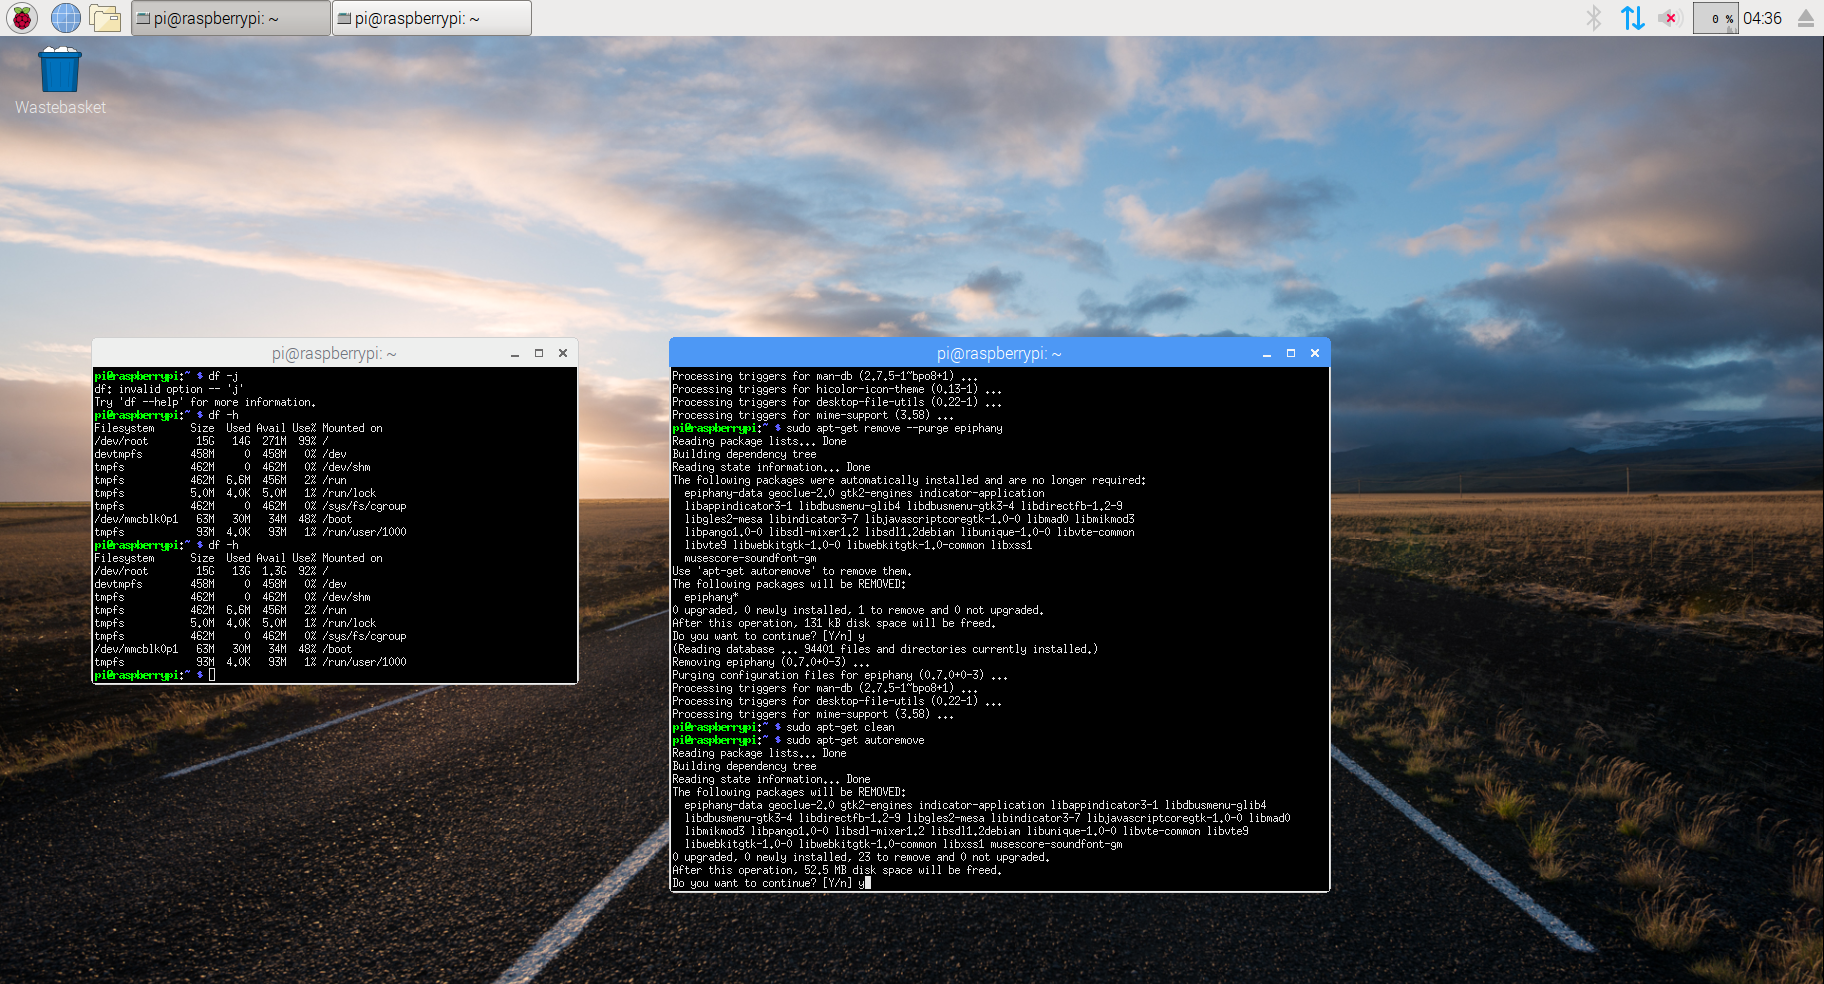 pi@raspberrypi: ~
pi@raspberrypi: ~
0 %
04:36
Wastebasket
pi@raspberrypi: ~
pi@raspberrypi:~ $ df -j
df: invalid option -- 'j'
Try 'df --help' for more information.
pi@raspberrypi:~ $ df -h
Filesystem      Size  Used Avail Use% Mounted on
/dev/root        15G   14G  271M  99% /
devtmpfs        458M     0  458M   0% /dev
tmpfs           462M     0  462M   0% /dev/shm
tmpfs           462M  6.6M  456M   2% /run
tmpfs           5.0M  4.0K  5.0M   1% /run/lock
tmpfs           462M     0  462M   0% /sys/fs/cgroup
/dev/mmcblk0p1   63M   30M   34M  48% /boot
tmpfs            93M  4.0K   93M   1% /run/user/1000
pi@raspberrypi:~ $ df -h
Filesystem      Size  Used Avail Use% Mounted on
/dev/root        15G   13G  1.3G  92% /
devtmpfs        458M     0  458M   0% /dev
tmpfs           462M     0  462M   0% /dev/shm
tmpfs           462M  6.6M  456M   2% /run
tmpfs           5.0M  4.0K  5.0M   1% /run/lock
tmpfs           462M     0  462M   0% /sys/fs/cgroup
/dev/mmcblk0p1   63M   30M   34M  48% /boot
tmpfs            93M  4.0K   93M   1% /run/user/1000
pi@raspberrypi:~ $
pi@raspberrypi: ~
Processing triggers for man-db (2.7.5-1~bpo8+1) ...
Processing triggers for hicolor-icon-theme (0.13-1) ...
Processing triggers for desktop-file-utils (0.22-1) ...
Processing triggers for mime-support (3.58) ...
pi@raspberrypi:~ $ sudo apt-get remove --purge epiphany
Reading package lists... Done
Building dependency tree
Reading state information... Done
The following packages were automatically installed and are no longer required:
  epiphany-data geoclue-2.0 gtk2-engines indicator-application
  libappindicator3-1 libdbusmenu-glib4 libdbusmenu-gtk3-4 libdirectfb-1.2-9
  libgles2-mesa libindicator3-7 libjavascriptcoregtk-1.0-0 libmad0 libmikmod3
  libpango1.0-0 libsdl-mixer1.2 libsdl1.2debian libunique-1.0-0 libvte-common
  libvte9 libwebkitgtk-1.0-0 libwebkitgtk-1.0-common libxss1
  musescore-soundfont-gm
Use 'apt-get autoremove' to remove them.
The following packages will be REMOVED:
  epiphany*
0 upgraded, 0 newly installed, 1 to remove and 0 not upgraded.
After this operation, 131 kB disk space will be freed.
Do you want to continue? [Y/n] y
(Reading database ... 94401 files and directories currently installed.)
Removing epiphany (0.7.0+0-3) ...
Purging configuration files for epiphany (0.7.0+0-3) ...
Processing triggers for man-db (2.7.5-1~bpo8+1) ...
Processing triggers for desktop-file-utils (0.22-1) ...
Processing triggers for mime-support (3.58) ...
pi@raspberrypi:~ $ sudo apt-get clean
pi@raspberrypi:~ $ sudo apt-get autoremove
Reading package lists... Done
Building dependency tree
Reading state information... Done
The following packages will be REMOVED:
  epiphany-data geoclue-2.0 gtk2-engines indicator-application libappindicator3-1 libdbusmenu-glib4
  libdbusmenu-gtk3-4 libdirectfb-1.2-9 libgles2-mesa libindicator3-7 libjavascriptcoregtk-1.0-0 libmad0
  libmikmod3 libpango1.0-0 libsdl-mixer1.2 libsdl1.2debian libunique-1.0-0 libvte-common libvte9
  libwebkitgtk-1.0-0 libwebkitgtk-1.0-common libxss1 musescore-soundfont-gm
0 upgraded, 0 newly installed, 23 to remove and 0 not upgraded.
After this operation, 52.5 MB disk space will be freed.
Do you want to continue? [Y/n] y